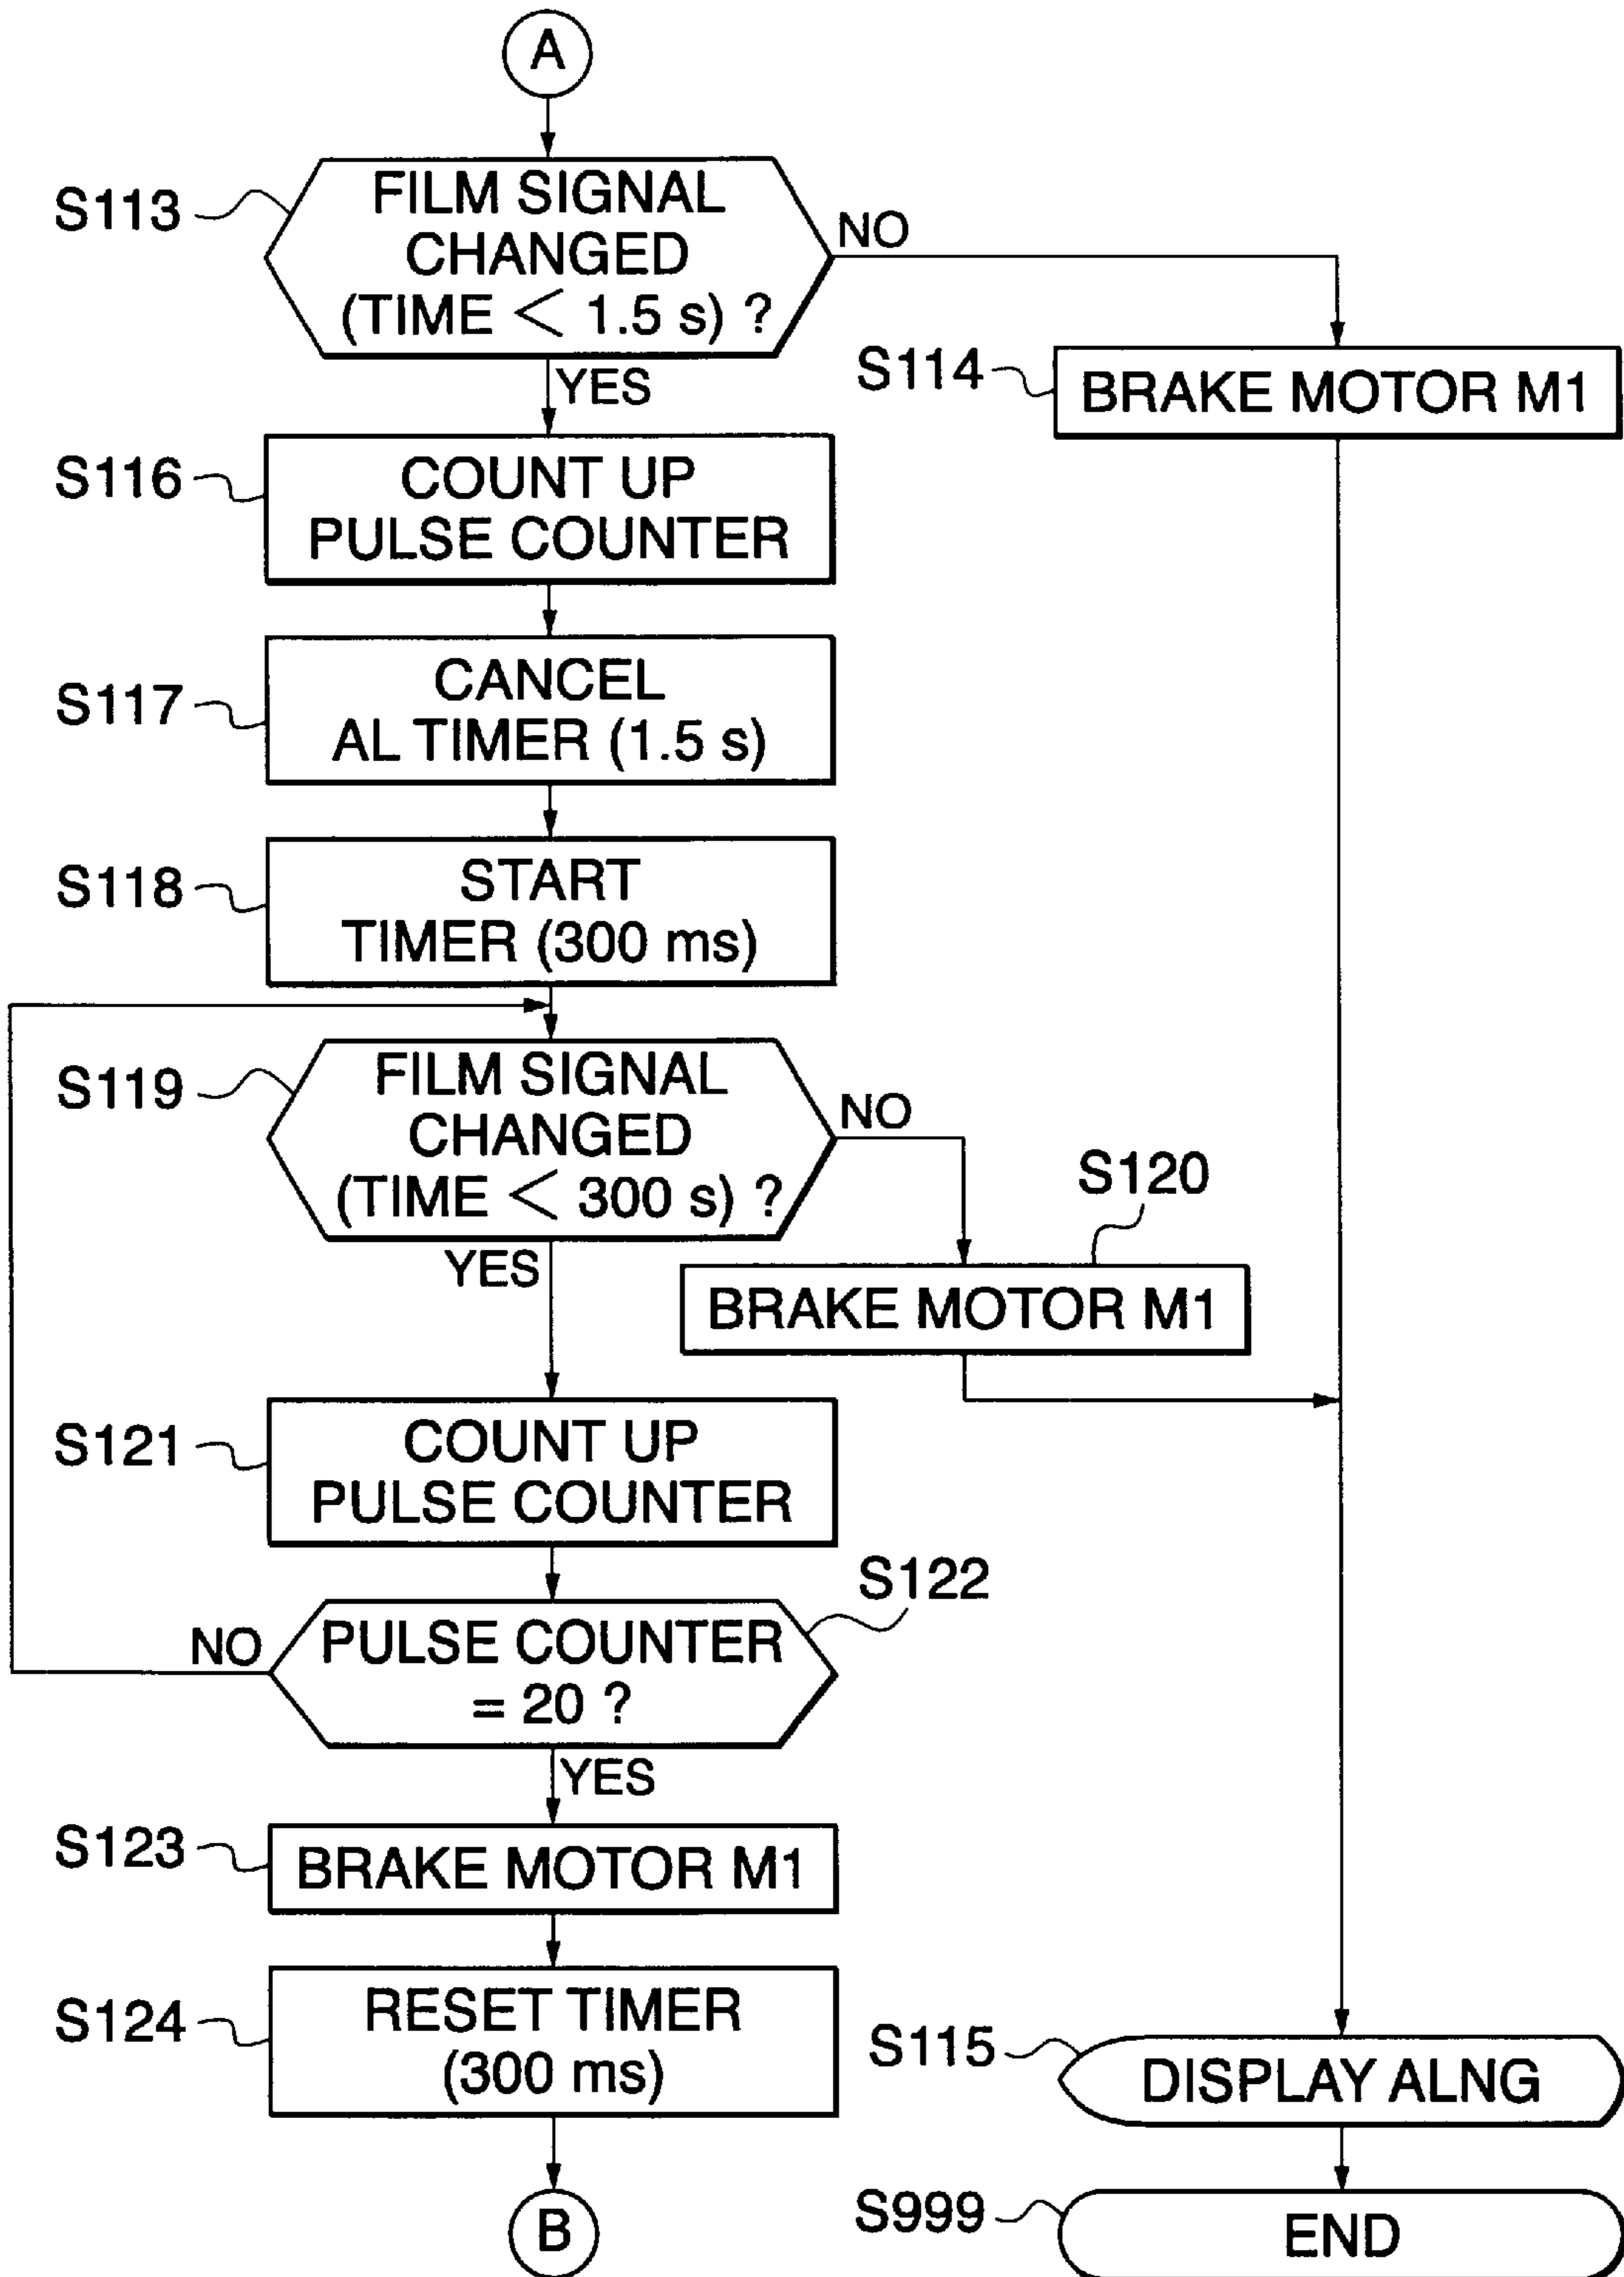 A
S113
FILM SIGNAL
CHANGED
(TIME < 1.5 s) ?
NO
YES
S114
BRAKE MOTOR M1
S116
COUNT UP
PULSE COUNTER
S117
CANCEL
AL TIMER (1.5 s)
S118
START
TIMER (300 ms)
S119
FILM SIGNAL
CHANGED
(TIME < 300 s) ?
NO
YES
S120
BRAKE MOTOR M1
S121
COUNT UP
PULSE COUNTER
S122
PULSE COUNTER
= 20 ?
NO
YES
S123
BRAKE MOTOR M1
S124
RESET TIMER
(300 ms)
B
S115
DISPLAY ALNG
S999
END